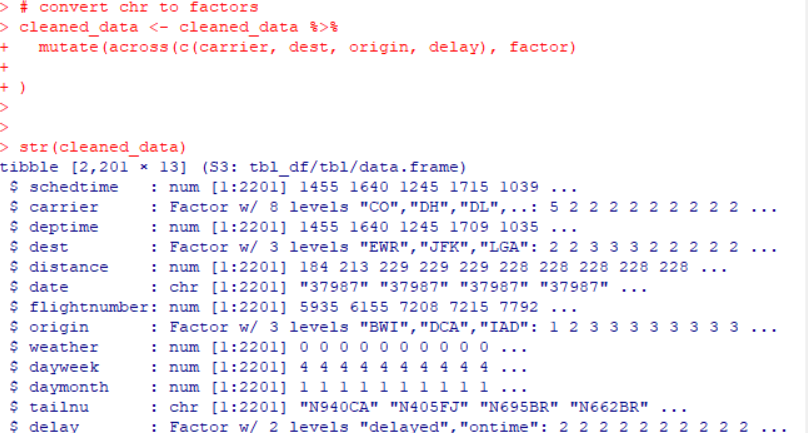 > # convert chr to factors
> cleaned_data <- cleaned_data %>%
+   mutate(across(c(carrier, dest, origin, delay), factor)
+
+ )
>
>
> str(cleaned_data)
tibble [2,201 × 13] (S3: tbl_df/tbl/data.frame)
 $ schedtime   : num [1:2201] 1455 1640 1245 1715 1039 ...
 $ carrier     : Factor w/ 8 levels "CO","DH","DL",..: 5 2 2 2 2 2 2 2 2 2 ...
 $ deptime     : num [1:2201] 1455 1640 1245 1709 1035 ...
 $ dest        : Factor w/ 3 levels "EWR","JFK","LGA": 2 2 3 3 3 2 2 2 2 2 ...
 $ distance    : num [1:2201] 184 213 229 229 229 228 228 228 228 228 ...
 $ date        : chr [1:2201] "37987" "37987" "37987" "37987" ...
 $ flightnumber: num [1:2201] 5935 6155 7208 7215 7792 ...
 $ origin      : Factor w/ 3 levels "BWI","DCA","IAD": 1 2 3 3 3 3 3 3 3 3 ...
 $ weather     : num [1:2201] 0 0 0 0 0 0 0 0 0 0 ...
 $ dayweek     : num [1:2201] 4 4 4 4 4 4 4 4 4 4 ...
 $ daymonth    : num [1:2201] 1 1 1 1 1 1 1 1 1 1 ...
 $ tailnu      : chr [1:2201] "N940CA" "N405FJ" "N695BR" "N662BR" ...
 $ delay       : Factor w/ 2 levels "delayed","ontime": 2 2 2 2 2 2 2 2 2 2 ...